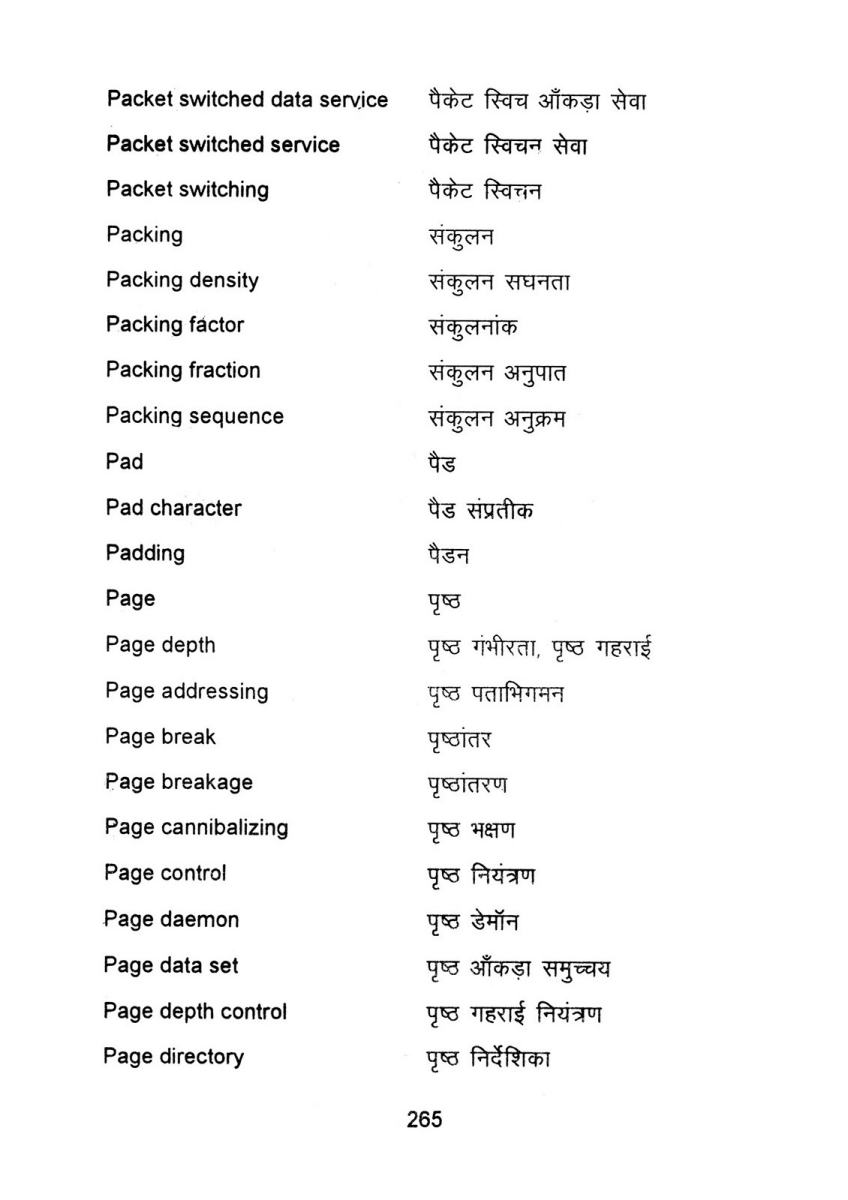 Packet switched data service पैकेट स्विच आँकड़ा सेवा
Packet switched service पैकेट स्विचन सेवा
Packet switching पैकेट स्विचन
Packing संकुलन
Packing density संकुलन सघनता
Packing factor संकुलनांक
Packing fraction संकुलन अनुपात
Packing sequence संकुलन अनुक्रम
Pad पैड
Pad character पैड संप्रतीक
Padding पैडन
Page पृष्ठ
Page depth पृष्ठ गंभीरता, पृष्ठ गहराई
Page addressing पृष्ठ पताभिगमन
Page break पृष्ठांतर
Page breakage पृष्ठांतरण
Page cannibalizing पृष्ठ भक्षण
Page control पृष्ठ नियंत्रण
Page daemon पृष्ठ डेमॉन
Page data set पृष्ठ आँकड़ा समुच्चय
Page depth control पृष्ठ गहराई नियंत्रण
Page directory पृष्ठ निर्देशिका
265